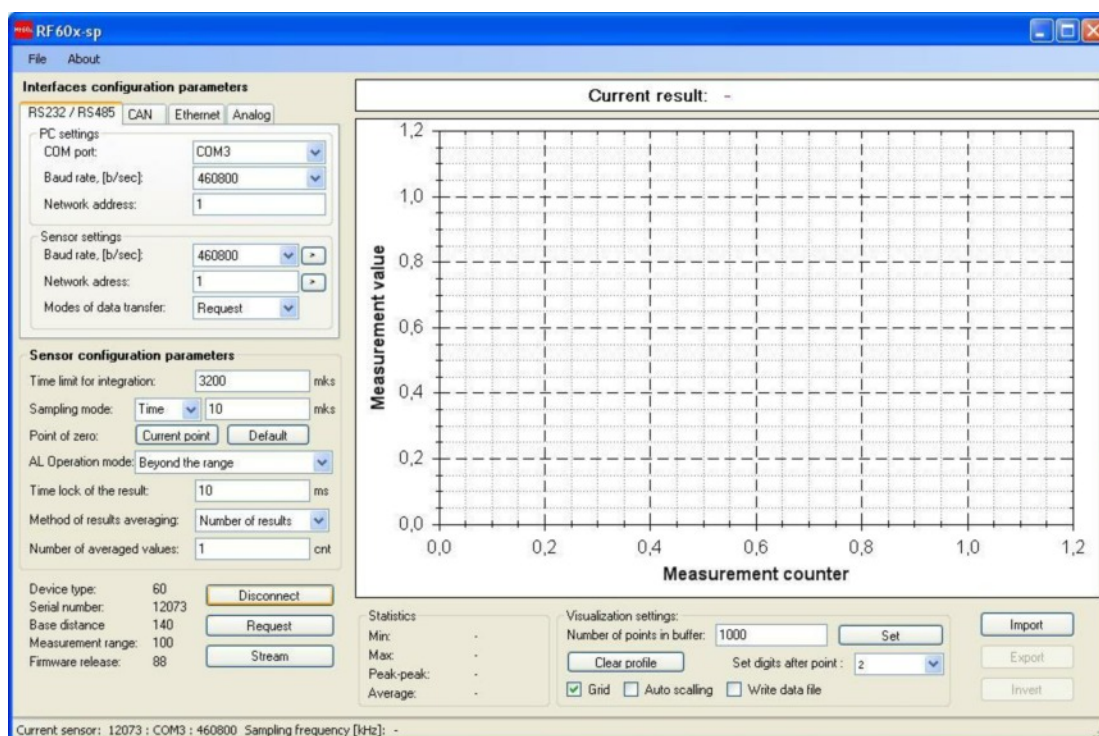 RF60x-sp
File About
Interfaces configuration parameters
RS232 / RS485 CAN Ethernet Analog
PC settings
COM port: COM3
Baud rate, [b/sec]: 460800
Network address: 1
Sensor settings
Baud rate, [b/sec]: 460800 >
Network adress: 1 >
Modes of data transfer: Request
Sensor configuration parameters
Time limit for integration: 3200 mks
Sampling mode: Time 10 mks
Point of zero: Current point Default
AL Operation mode: Beyond the range
Time lock of the result: 10 ms
Method of results averaging: Number of results
Number of averaged values: 1 cnt
Device type: 60
Serial number: 12073
Base distance 140
Measurement range: 100
Firmware release: 88
Disconnect
Request
Stream
Current result: -
Measurement value
1,2
1,0
0,8
0,6
0,4
0,2
0,0
0,0 0,2 0,4 0,6 0,8 1,0 1,2
Measurement counter
Statistics
Min: -
Max: -
Peak-peak: -
Average: -
Visualization settings:
Number of points in buffer: 1000 Set
Clear profile Set digits after point : 2
Grid Auto scalling Write data file
Import
Export
Invert
Current sensor: 12073 : COM3 : 460800 Sampling frequency [kHz]: -